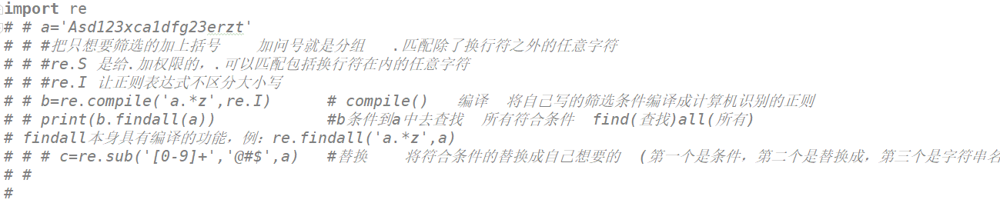 import re
# # a='Asd123xca1dfg23erzt'
# # #把只想要筛选的加上括号    加问号就是分组   .匹配除了换行符之外的任意字符
# # #re.S 是给.加权限的，.可以匹配包括换行符在内的任意字符
# # #re.I 让正则表达式不区分大小写
# # b=re.compile('a.*z',re.I)      # compile()   编译  将自己写的筛选条件编译成计算机识别的正则
# # print(b.findall(a))            #b条件到a中去查找  所有符合条件  find(查找)all(所有)
# findall本身具有编译的功能，例：re.findall('a.*z',a)
# # # c=re.sub('[0-9]+','@#$',a)   #替换    将符合条件的替换成自己想要的  (第一个是条件，第二个是替换成，第三个是字符串名
# #
#